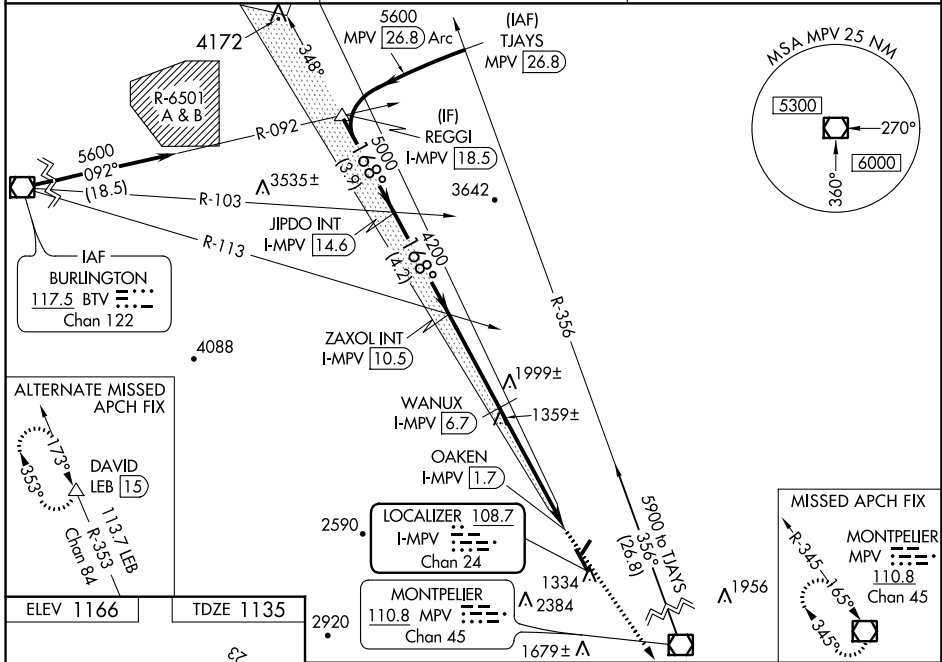 4172
348°
5600
MPV 26.8 Arc
(IAF)
TJAYS
MPV 26.8
MSA MPV 25 NM
5300
270°
6000
360°
R-6501
A & B
R-092
(IF)
REGGI
I-MPV 18.5
5600
092°
(18.5)
168°
5000
(3.9)
3535±
3642
R-103
JIPDO INT
I-MPV 14.6
R-113
168°
4200
(4.2)
IAF
BURLINGTON
117.5 BTV
Chan 122
R-356
ZAXOL INT
I-MPV 10.5
4088
1999±
WANUX
I-MPV 6.7
1359±
ALTERNATE MISSED
APCH FIX
173°
353°
DAVID
LEB 15
113.7 LEB
R-353
Chan 84
OAKEN
I-MPV 1.7
2590
LOCALIZER 108.7
I-MPV
Chan 24
5900 to TJAYS
356°
(26.8)
1334
2384
1956
MONTPELIER
110.8 MPV
Chan 45
2920
1679±
MISSED APCH FIX
MONTPELIER
MPV
110.8
Chan 45
R-345
165°
345°
ELEV 1166
TDZE 1135
23